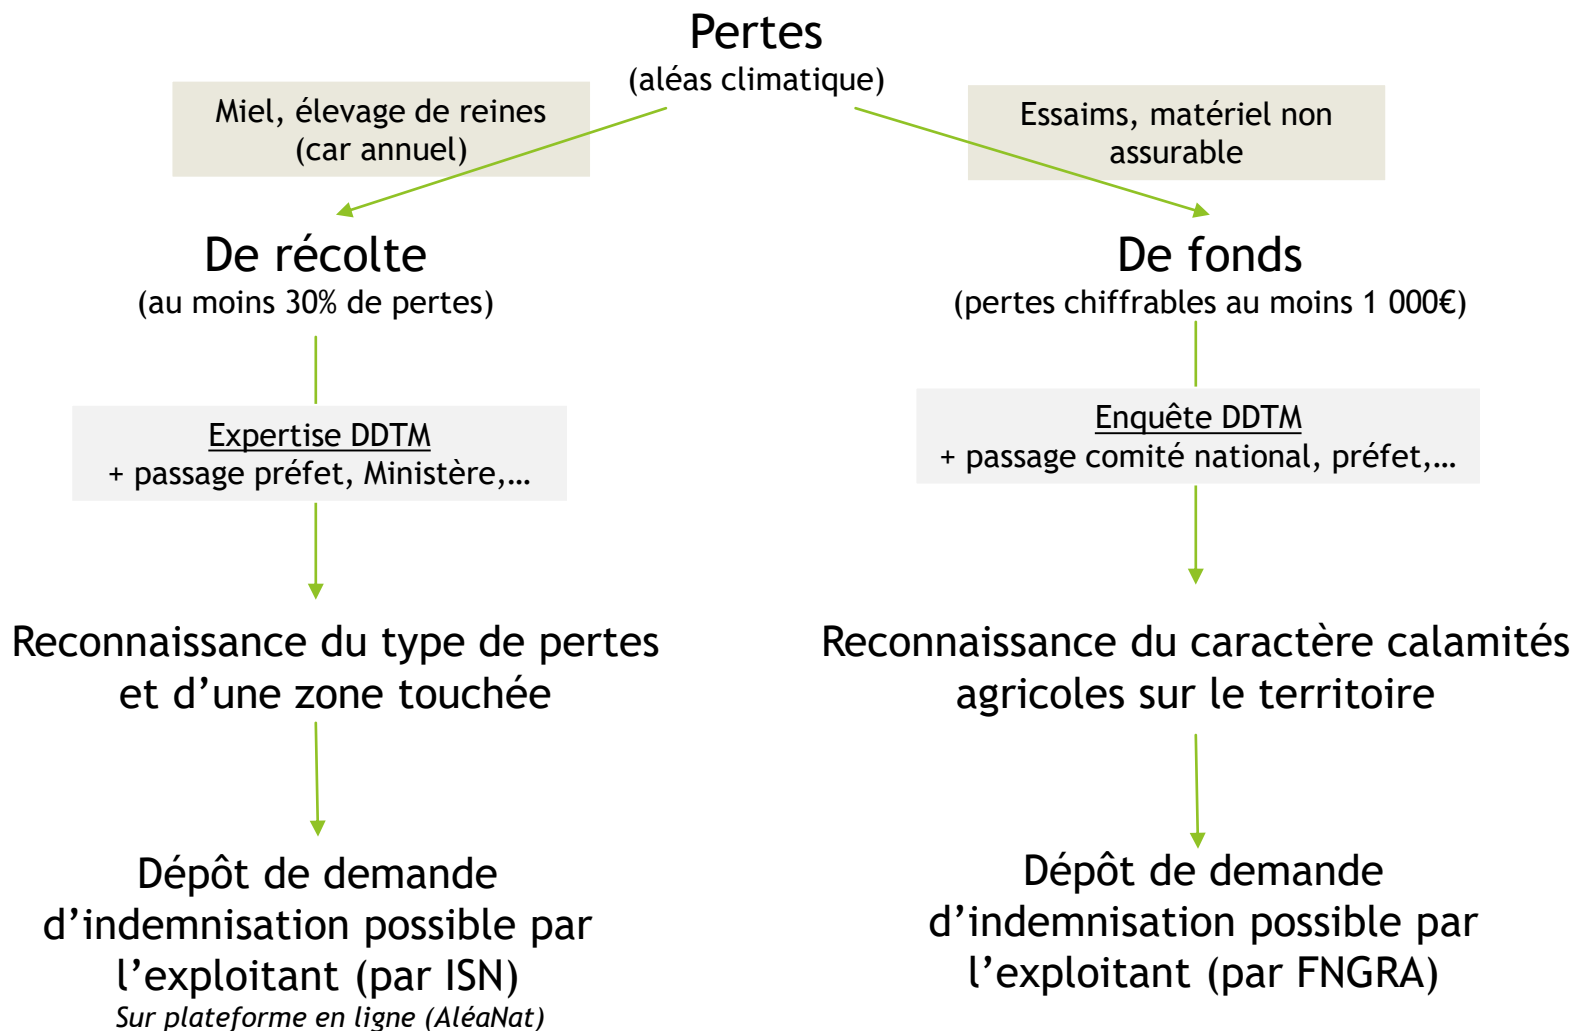 Pertes
(aléas climatique)
Miel, élevage de reines
(car annuel)
Essaims, matériel non
assurable
De récolte
(au moins 30% de pertes)
De fonds
(pertes chiffrables au moins 1 000€)
Expertise DDTM
+ passage préfet, Ministère,…
Enquête DDTM
+ passage comité national, préfet,…
Reconnaissance du type de pertes
et d’une zone touchée
Reconnaissance du caractère calamités
agricoles sur le territoire
Dépôt de demande
d’indemnisation possible par
l’exploitant (par ISN)
Sur plateforme en ligne (AléaNat)
Dépôt de demande
d’indemnisation possible par
l’exploitant (par FNGRA)